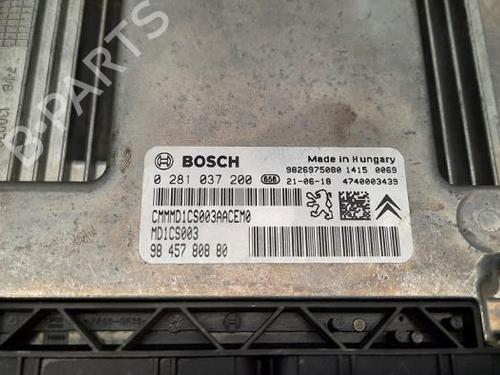 B-PARTS
BOSCH
Made in Hungary
9826975080 1415 0069
0 281 037 200 656 21-06-18 4740003439
CMMMD1CS003AACEM0
MD1CS003
98 457 808 80